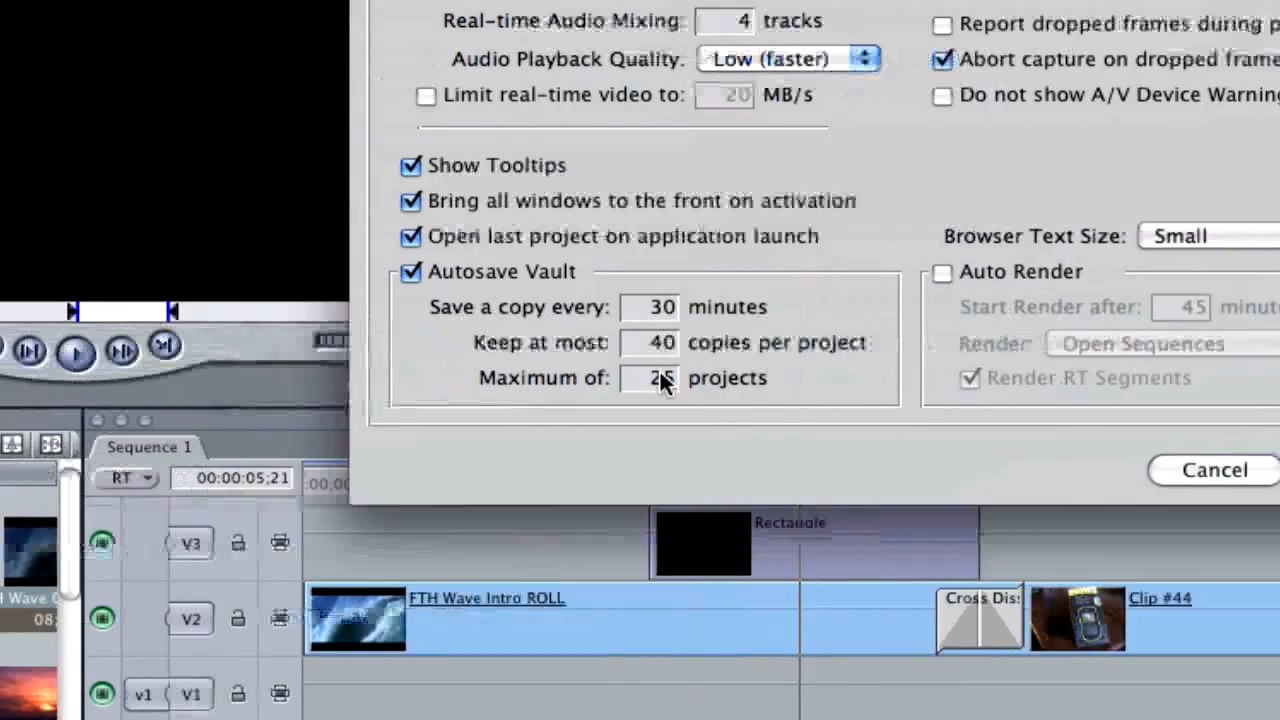 Real-time Audio Mixing: 4 tracks
Audio Playback Quality: Low (faster)
Limit real-time video to: 20 MB/s
Report dropped frames during
Abort capture on dropped frame
Do not show A/V Device Warning
Show Tooltips
Bring all windows to the front on activation
Open last project on application launch
Browser Text Size: Small
Autosave Vault
Save a copy every: 30 minutes
Keep at most: 40 copies per project
Maximum of: 25 projects
Auto Render
Start Render after: 45 minut
Render: Open Sequences
Render RT Segments
Cancel
Sequence 1
RT 00:00:05;21
Rectangle
V3
FTH Wave Intro ROLL
Cross Dis
Clip #44
V2
Wave
08;
v1 V1